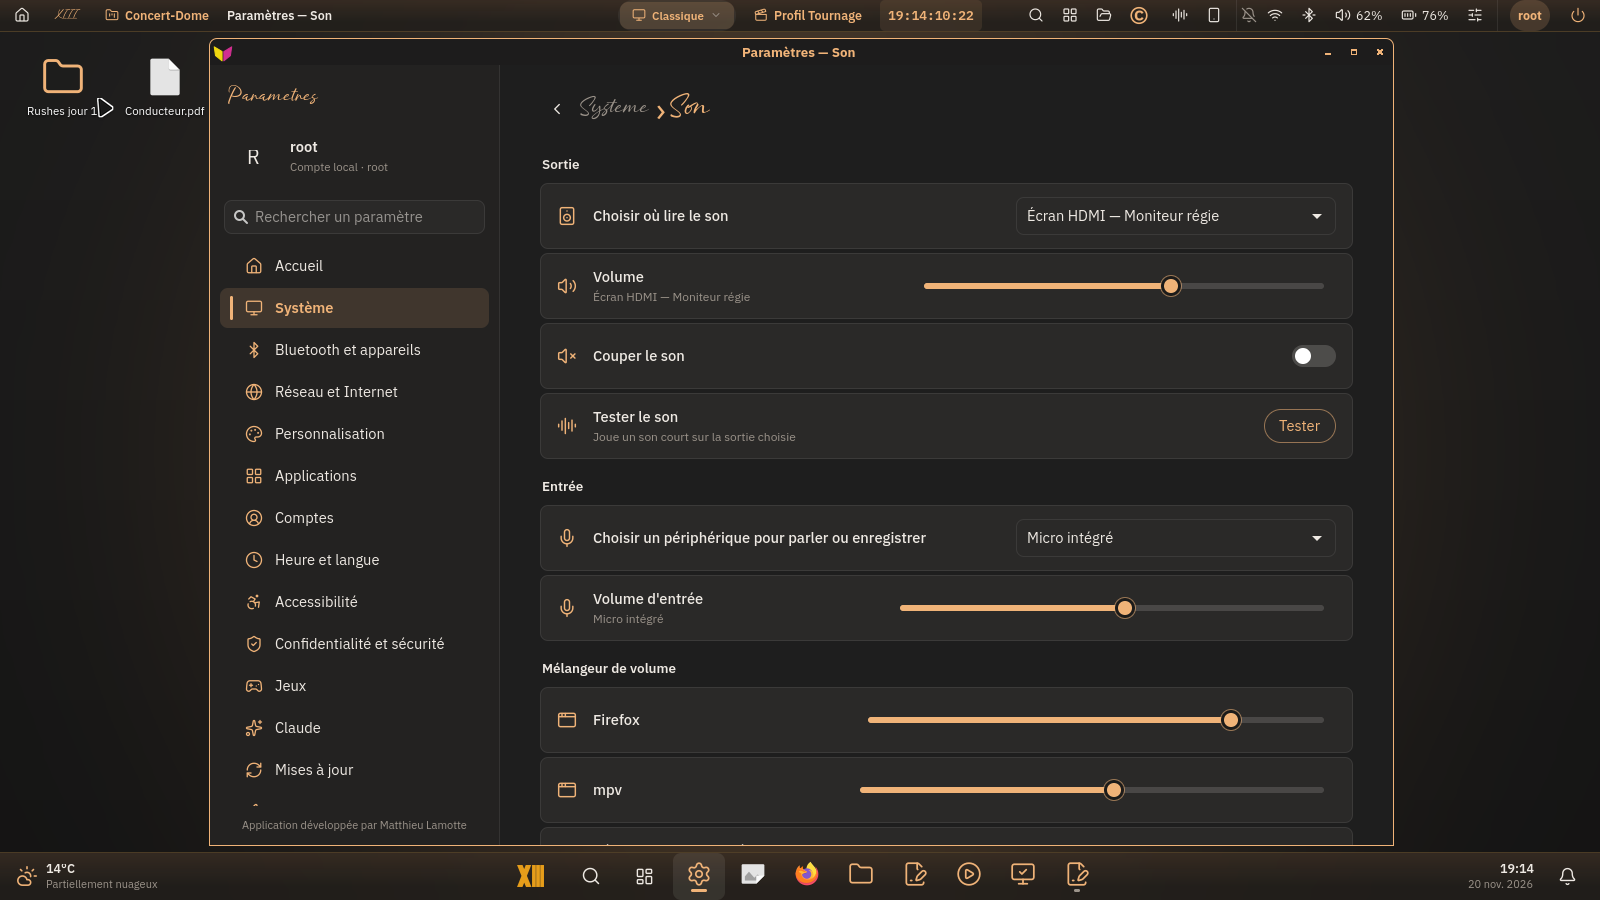 Concert-Dome
Paramètres — Son
Classique
Profil Tournage
19:14:10:22
62%
76%
root
Rushes jour 1
Conducteur.pdf
Paramètres — Son
Parametres
R
root
Compte local · root
Rechercher un paramètre
Accueil
Système
Bluetooth et appareils
Réseau et Internet
Personnalisation
Applications
Comptes
Heure et langue
Accessibilité
Confidentialité et sécurité
Jeux
Claude
Mises à jour
Application développée par Matthieu Lamotte
Systeme › Son
Sortie
Choisir où lire le son
Écran HDMI — Moniteur régie
Volume
Écran HDMI — Moniteur régie
Couper le son
Tester le son
Joue un son court sur la sortie choisie
Tester
Entrée
Choisir un périphérique pour parler ou enregistrer
Micro intégré
Volume d'entrée
Micro intégré
Mélangeur de volume
Firefox
mpv
14°C
Partiellement nuageux
XIII
19:14
20 nov. 2026